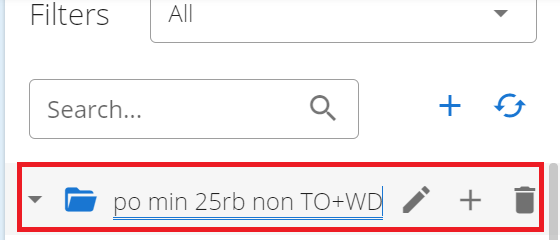 Filters
All
Search...
po min 25rb non TO+WD